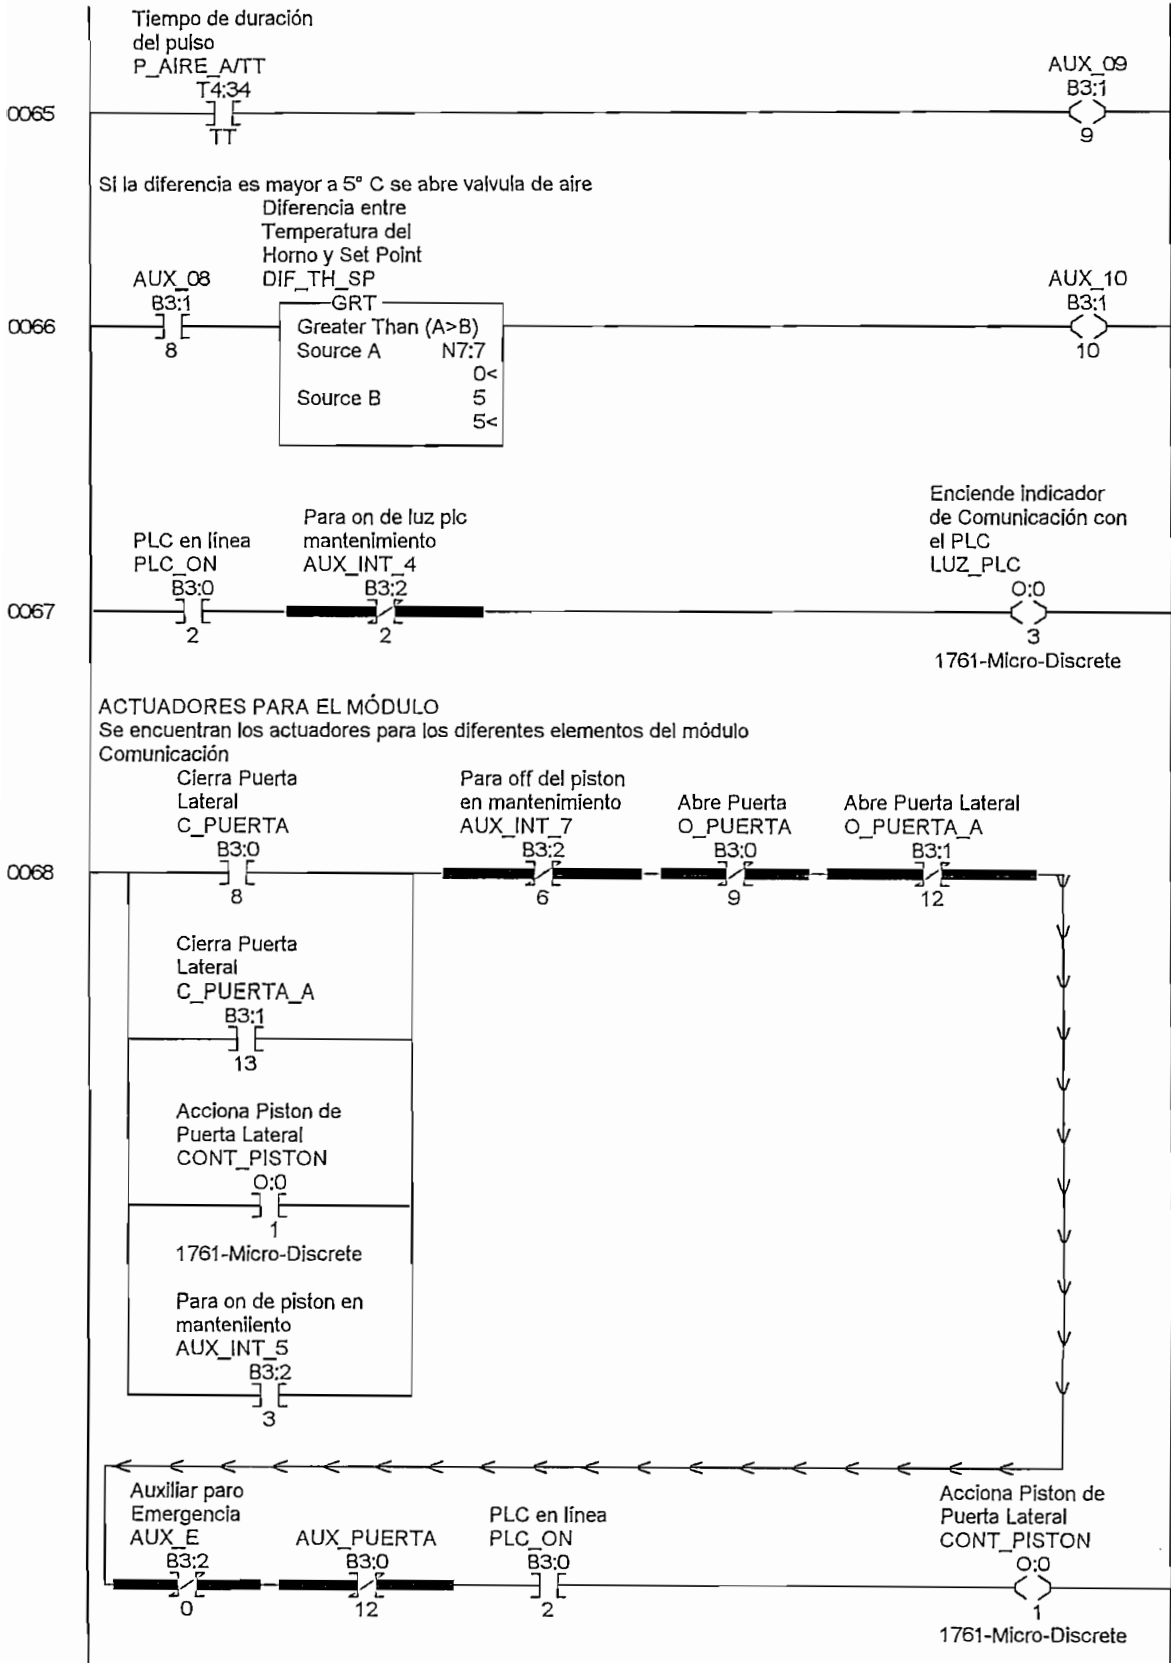 Tiempo de duración
del pulso
P_AIRE_A/TT
T4:34
TT
AUX_09
B3:1
9
0065
Si la diferencia es mayor a 5° C se abre valvula de aire
Diferencia entre
Temperatura del
Horno y Set Point
DIF_TH_SP
AUX_08
B3:1
8
GRT
Greater Than (A>B)
Source A N7:7
0<
Source B 5
5<
AUX_10
B3:1
10
0066
PLC en línea
PLC_ON
B3:0
2
Para on de luz plc
mantenimiento
AUX_INT_4
B3:2
2
Enciende indicador
de Comunicación con
el PLC
LUZ_PLC
O:0
3
1761-Micro-Discrete
0067
ACTUADORES PARA EL MÓDULO
Se encuentran los actuadores para los diferentes elementos del módulo
Comunicación
Cierra Puerta
Lateral
C_PUERTA
B3:0
8
Para off del piston
en mantenimiento
AUX_INT_7
B3:2
6
Abre Puerta
O_PUERTA
B3:0
9
Abre Puerta Lateral
O_PUERTA_A
B3:1
12
0068
Cierra Puerta
Lateral
C_PUERTA_A
B3:1
13
Acciona Piston de
Puerta Lateral
CONT_PISTON
O:0
1
1761-Micro-Discrete
Para on de piston en
manteniiento
AUX_INT_5
B3:2
3
Auxiliar paro
Emergencia
AUX_E
B3:2
0
AUX_PUERTA
B3:0
12
PLC en línea
PLC_ON
B3:0
2
Acciona Piston de
Puerta Lateral
CONT_PISTON
O:0
1
1761-Micro-Discrete